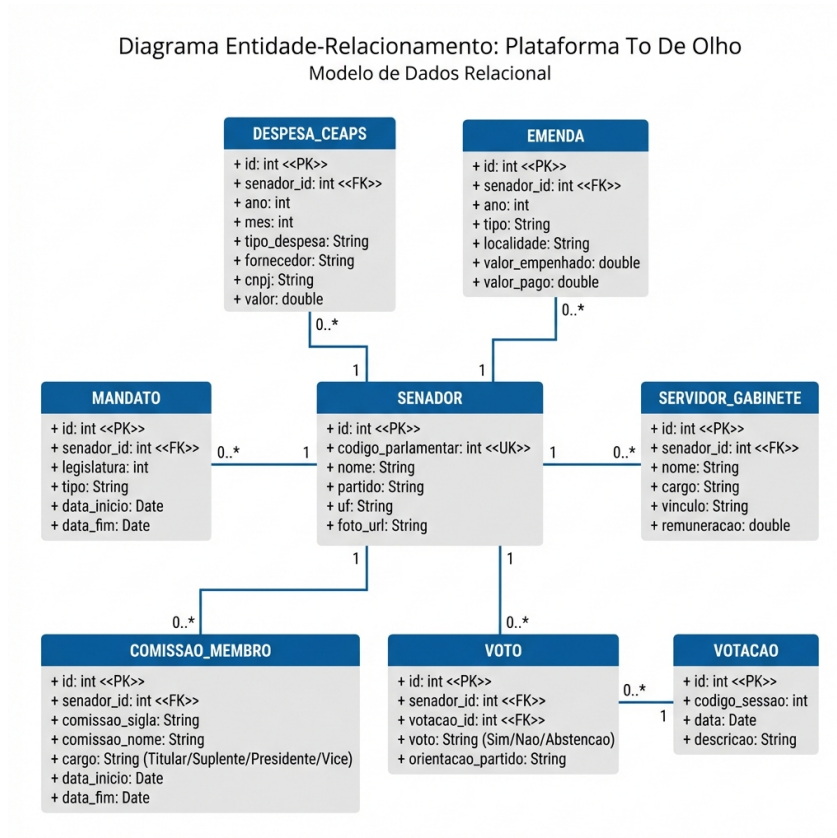 Diagrama Entidade-Relacionamento: Plataforma To De Olho
Modelo de Dados Relacional
DESPESA_CEAPS
+ id: int <<PK>>
+ senador_id: int <<FK>>
+ ano: int
+ mes: int
+ tipo_despesa: String
+ fornecedor: String
+ cnpj: String
+ valor: double
0..*
1
EMENDA
+ id: int <<PK>>
+ senador_id: int <<FK>>
+ ano: int
+ tipo: String
+ localidade: String
+ valor_empenhado: double
+ valor_pago: double
0..*
1
MANDATO
+ id: int <<PK>>
+ senador_id: int <<FK>>
+ legislatura: int
+ tipo: String
+ data_inicio: Date
+ data_fim: Date
0..*
1
SENADOR
+ id: int <<PK>>
+ codigo_parlamentar: int <<UK>>
+ nome: String
+ partido: String
+ uf: String
+ foto_url: String
1
0..*
SERVIDOR_GABINETE
+ id: int <<PK>>
+ senador_id: int <<FK>>
+ nome: String
+ cargo: String
+ vinculo: String
+ remuneracao: double
1
0..*
COMISSAO_MEMBRO
+ id: int <<PK>>
+ senador_id: int <<FK>>
+ comissao_sigla: String
+ comissao_nome: String
+ cargo: String (Titular/Suplente/Presidente/Vice)
+ data_inicio: Date
+ data_fim: Date
1
0..*
VOTO
+ id: int <<PK>>
+ senador_id: int <<FK>>
+ votacao_id: int <<FK>>
+ voto: String (Sim/Nao/Abstencao)
+ orientacao_partido: String
0..*
1
VOTACAO
+ id: int <<PK>>
+ codigo_sessao: int
+ data: Date
+ descricao: String